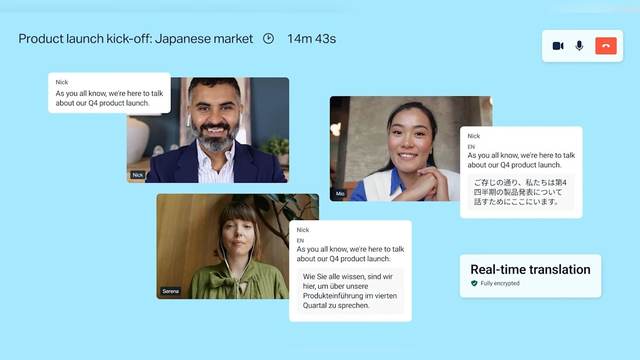 Product launch kick-off: Japanese market 14m 43s
Nick
As you all know, we're here to talk
about our Q4 product launch.
Nick
Mio
Nick
EN
As you all know, we're here to talk
about our Q4 product launch.
ご存じの通り、私たちは第4
四半期の製品発表について
話すためにここにいます。
Serena
Nick
EN
As you all know, we're here to talk
about our Q4 product launch.
Wie Sie alle wissen, sind wir
hier, um über unsere
Produkteinführung im vierten
Quartal zu sprechen.
Real-time translation
Fully encrypted